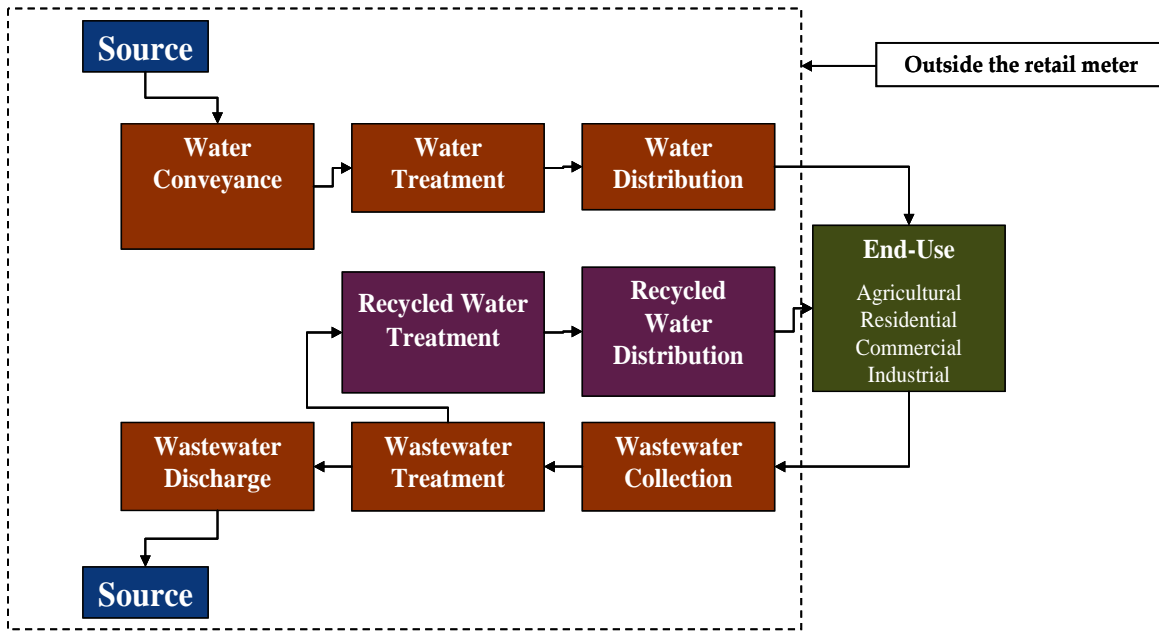 Source
Outside the retail meter
Water
Conveyance
Water
Treatment
Water
Distribution
End-Use
Agricultural
Residential
Commercial
Industrial
Recycled Water
Treatment
Recycled
Water
Distribution
Wastewater
Discharge
Wastewater
Treatment
Wastewater
Collection
Source